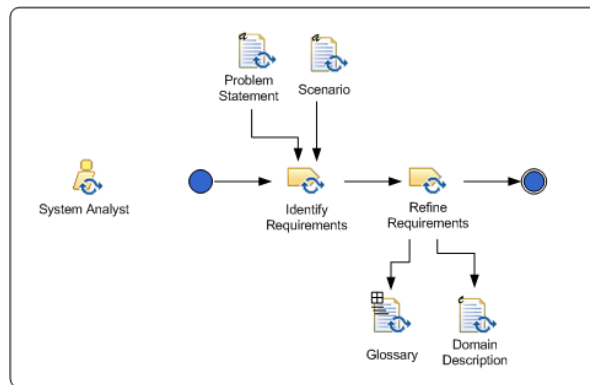 a
a
Problem
Statement
Scenario
System Analyst
Identify
Requirements
Refine
Requirements
c
Glossary
Domain
Description